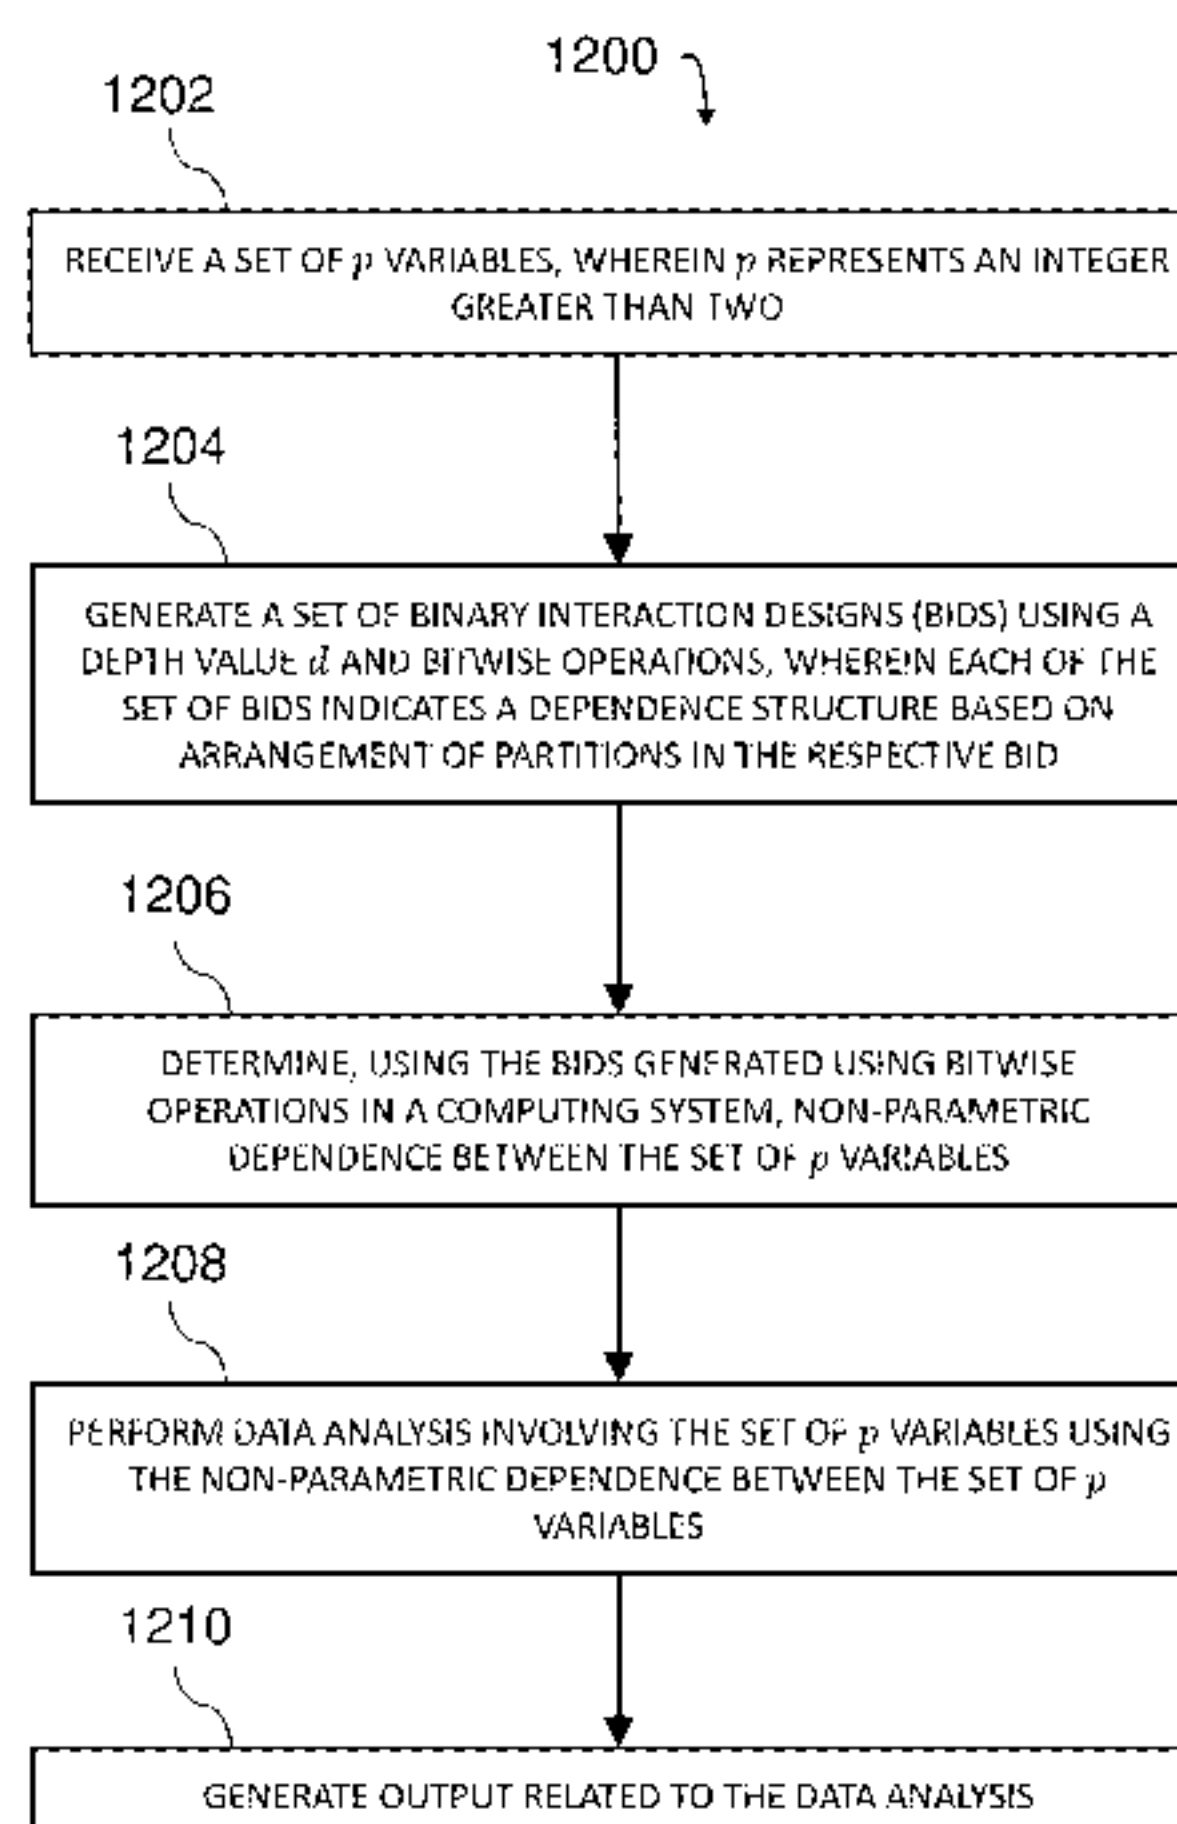 1200
1202
RECEIVE A SET OF p VARIABLES, WHEREIN p REPRESENTS AN INTEGER
GREATER THAN TWO
1204
GENERATE A SET OF BINARY INTERACTION DESIGNS (BIDS) USING A
DEPTH VALUE d AND BITWISE OPERATIONS, WHEREIN EACH OF THE
SET OF BIDS INDICATES A DEPENDENCE STRUCTURE BASED ON
ARRANGEMENT OF PARTITIONS IN THE RESPECTIVE BID
1206
DETERMINE, USING THE BIDS GENERATED USING BITWISE
OPERATIONS IN A COMPUTING SYSTEM, NON-PARAMETRIC
DEPENDENCE BETWEEN THE SET OF p VARIABLES
1208
PERFORM DATA ANALYSIS INVOLVING THE SET OF p VARIABLES USING
THE NON-PARAMETRIC DEPENDENCE BETWEEN THE SET OF p
VARIABLES
1210
GENERATE OUTPUT RELATED TO THE DATA ANALYSIS